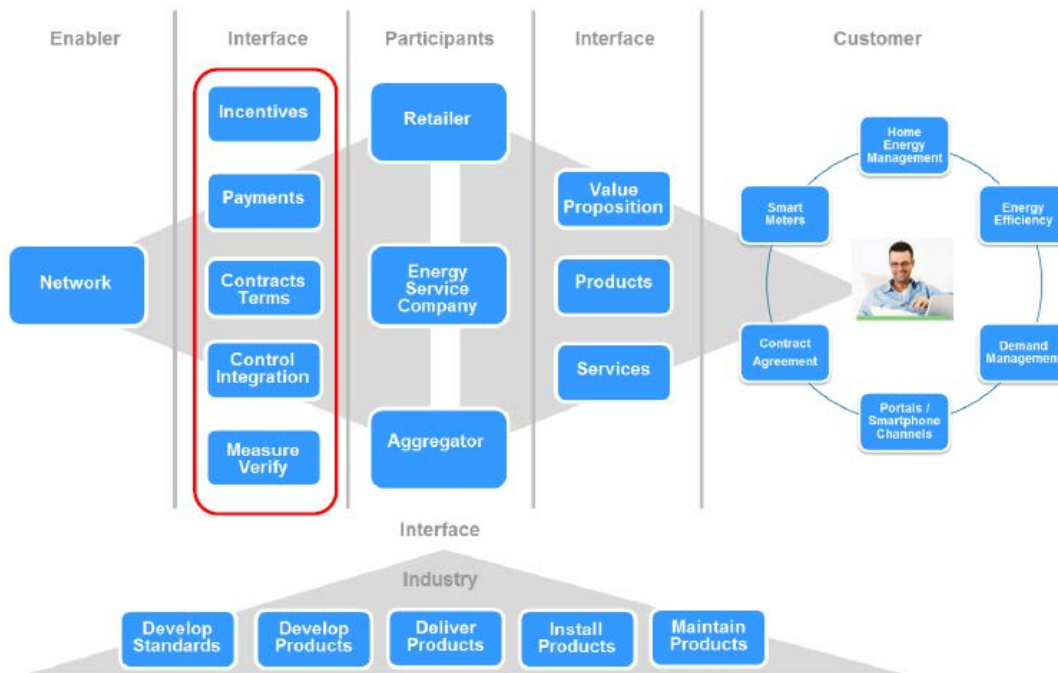 Enabler
Interface
Participants
Interface
Customer
Incentives
Payments
Contracts
Terms
Control
Integration
Measure
Verify
Network
Retailer
Energy
Service
Company
Aggregator
Value
Proposition
Products
Services
Home
Energy
Management
Smart
Meters
Energy
Efficiency
Contract
Agreement
Demand
Management
Portals /
Smartphone
Channels
Interface
Industry
Develop
Standards
Develop
Products
Deliver
Products
Install
Products
Maintain
Products